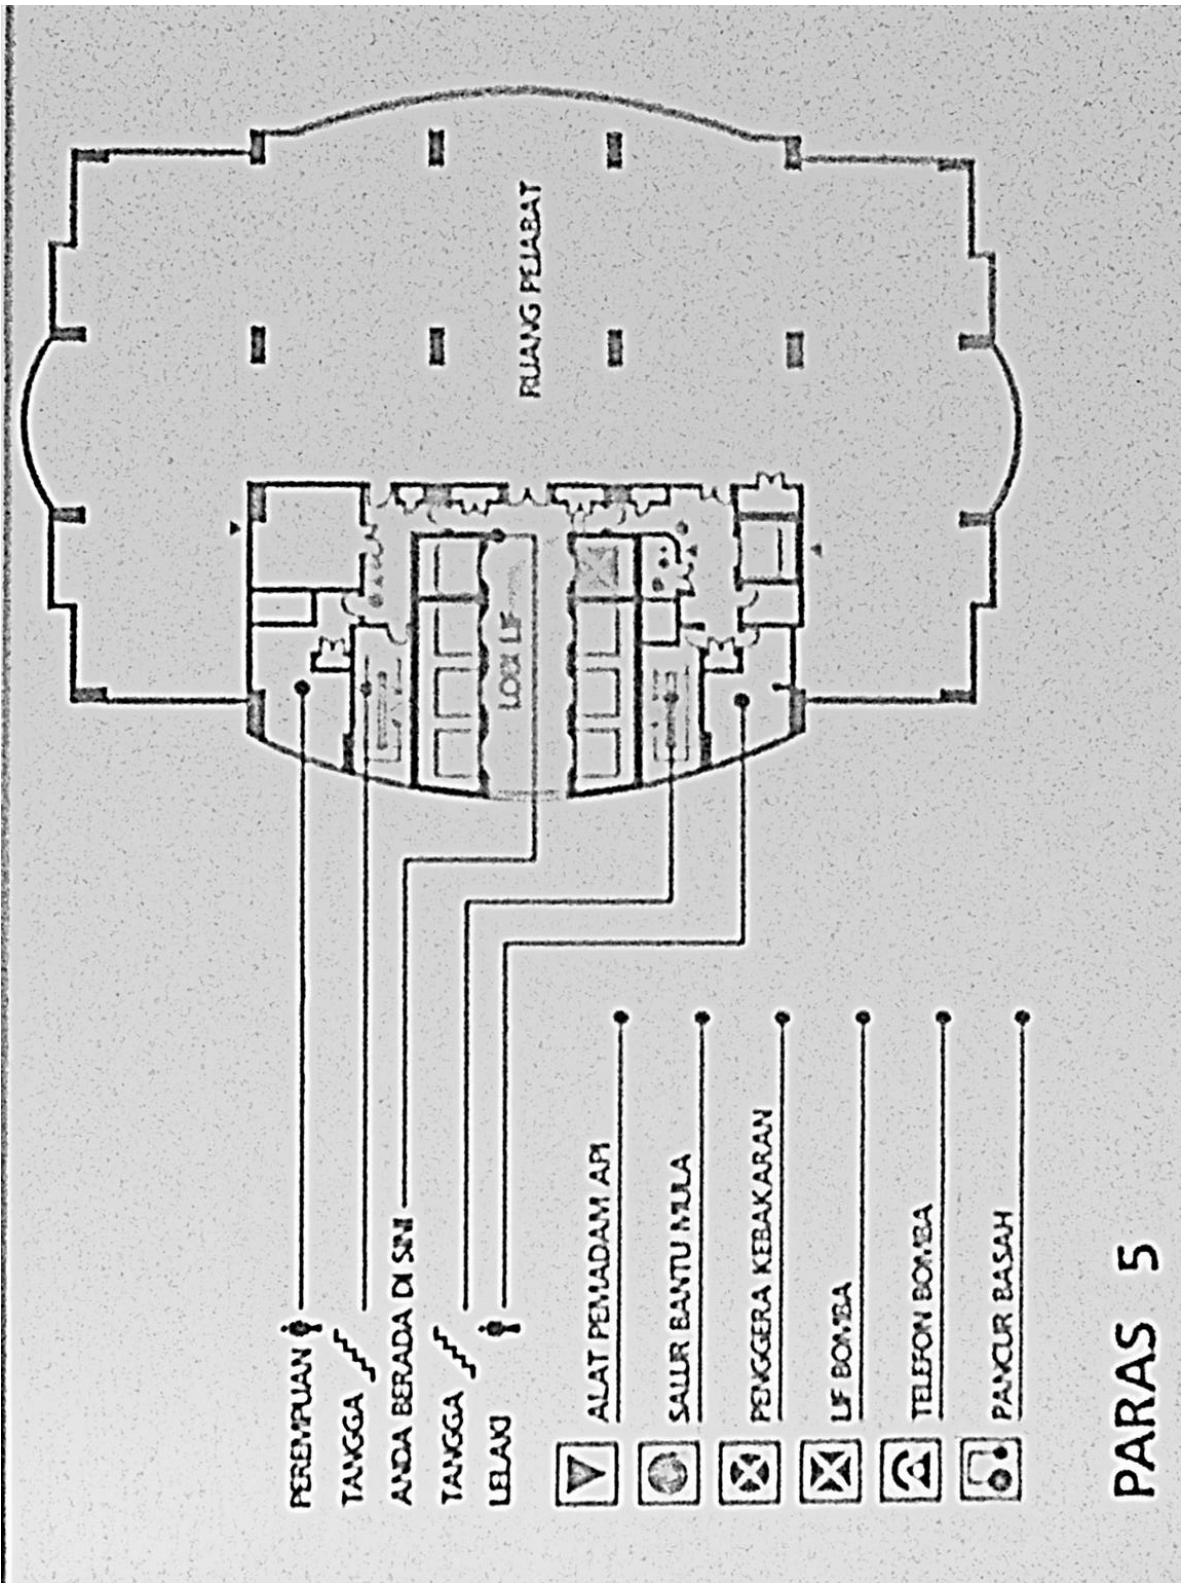 RUANG PEJABAT
LOBI LIF
PEREMPUAN
TANGGA
ANDA BERADA DI SINI
TANGGA
LELAKI
ALAT PEMADAM API
SALUR BANTU MULA
PENGGERA KEBAKARAN
LIF BOMBA
TELEFON BOMBA
PANCUR BASAH
PARAS 5